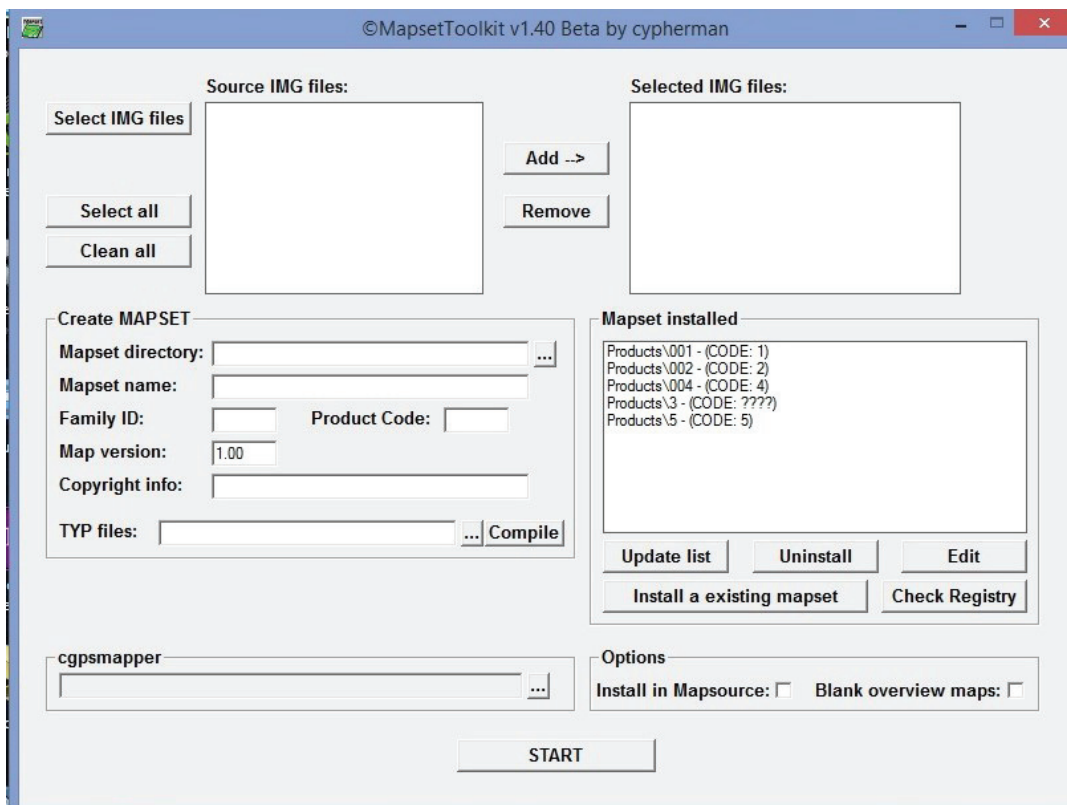 ©MapsetToolkit v1.40 Beta by cypherman
Source IMG files:
Selected IMG files:
Select IMG files
Add -->
Select all
Remove
Clean all
Create MAPSET
Mapset directory:
...
Mapset name:
Family ID:
Product Code:
Map version:
1.00
Copyright info:
TYP files:
...
Compile
Mapset installed
Products\001 - (CODE: 1)
Products\002 - (CODE: 2)
Products\004 - (CODE: 4)
Products\3 - (CODE: ????)
Products\5 - (CODE: 5)
Update list
Uninstall
Edit
Install a existing mapset
Check Registry
cgpsmapper
...
Options
Install in Mapsource:
Blank overview maps:
START